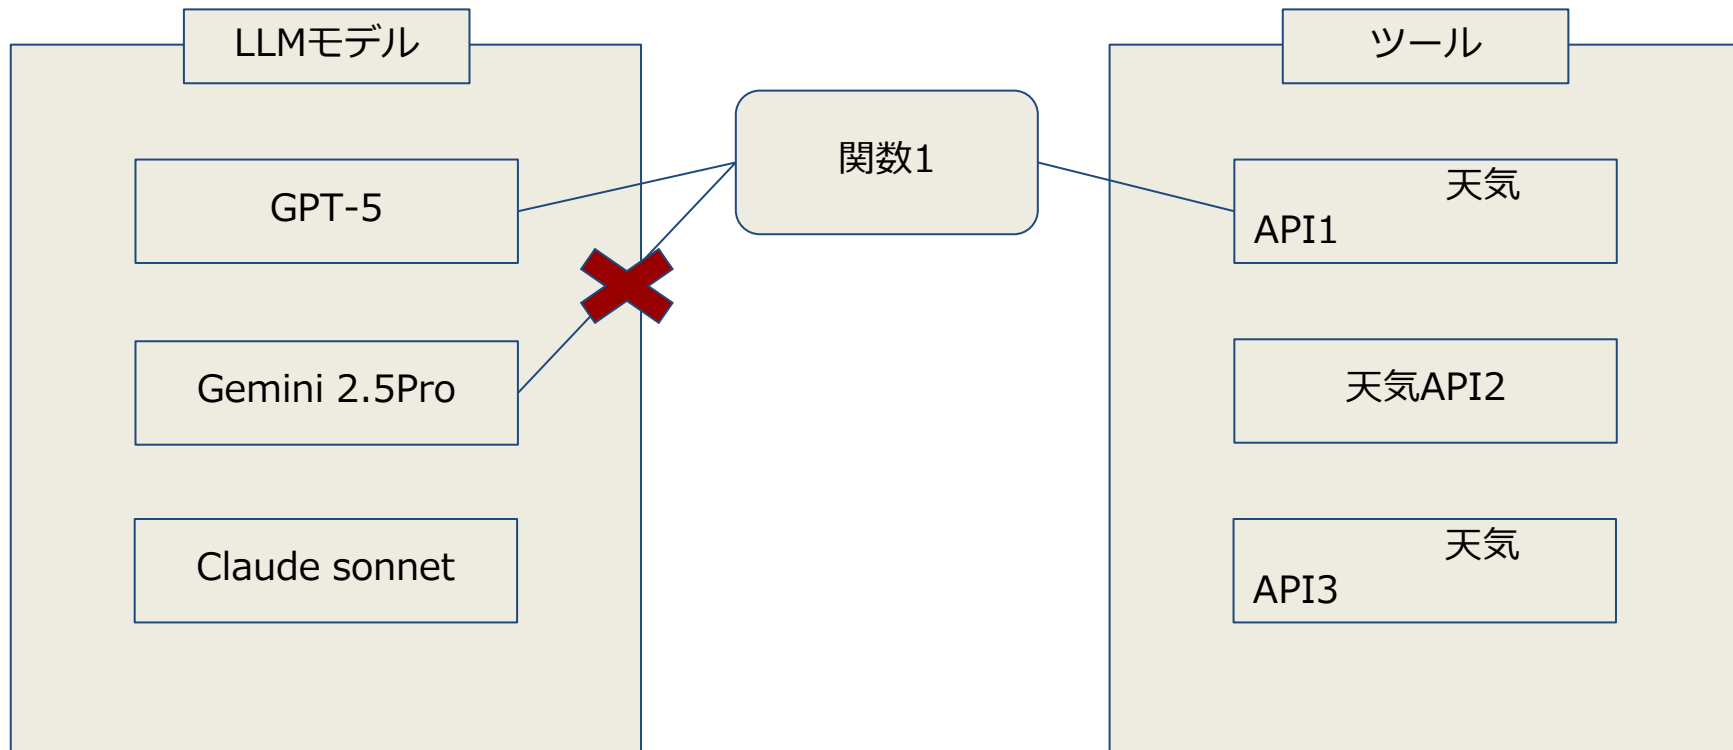 LLMモデル
ツール
関数1
GPT-5
天気
API1
Gemini 2.5Pro
天気API2
Claude sonnet
天気
API3